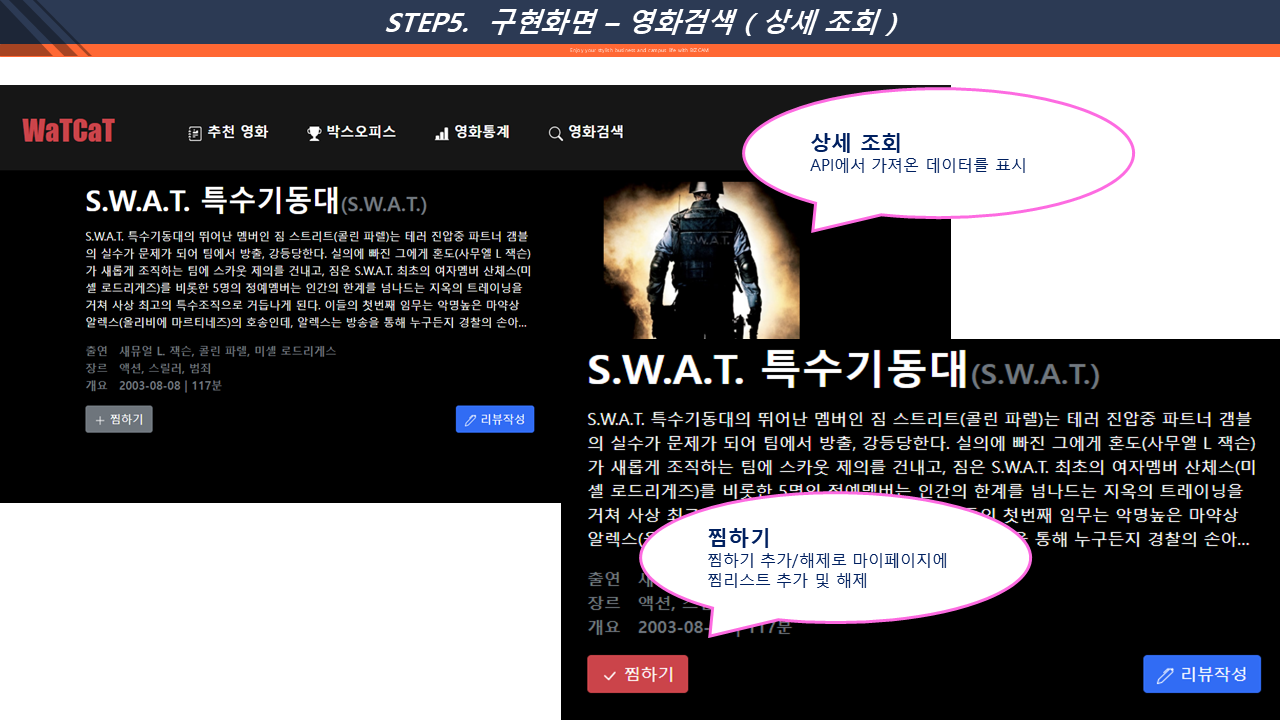 STEP5. 구현화면 – 영화검색 ( 상세 조회 )
Enjoy your stylish business and campus life with BIZCAM
WaTCaT
추천 영화
박스오피스
영화통계
영화검색
상세 조회
API에서 가져온 데이터를 표시
S.W.A.T. 특수기동대(S.W.A.T.)
S.W.A.T. 특수기동대의 뛰어난 멤버인 짐 스트리트(콜린 파렐)는 테러 진압중 파트너 갬블
의 실수가 문제가 되어 팀에서 방출, 강등당한다. 실의에 빠진 그에게 혼도(사무엘 L 잭슨)
가 새롭게 조직하는 팀에 스카웃 제의를 건내고, 짐은 S.W.A.T. 최초의 여자멤버 산체스(미
셸 로드리게즈)를 비롯한 5명의 정예멤버는 인간의 한계를 넘나드는 지옥의 트레이닝을
거쳐 사상 최고의 특수조직으로 거듭나게 된다. 이들의 첫번째 임무는 악명높은 마약상
알렉스(올리비에 마르티네즈)의 호송인데, 알렉스는 방송을 통해 누구든지 경찰의 손아...
출연 새뮤얼 L. 잭슨, 콜린 파렐, 미셸 로드리게스
장르 액션, 스릴러, 범죄
개요 2003-08-08 | 117분
찜하기
리뷰작성
S.W.A.T.
S.W.A.T. 특수기동대(S.W.A.T.)
S.W.A.T. 특수기동대의 뛰어난 멤버인 짐 스트리트(콜린 파렐)는 테러 진압중 파트너 갬블
의 실수가 문제가 되어 팀에서 방출, 강등당한다. 실의에 빠진 그에게 혼도(사무엘 L 잭슨)
가 새롭게 조직하는 팀에 스카웃 제의를 건내고, 짐은 S.W.A.T. 최초의 여자멤버 산체스(미
셸 로드리게즈)를 비롯한 5명의 정예멤버는 인간의 한계를 넘나드는 지옥의 트레이닝을
거쳐 사상 첫번째 임무는 악명높은 마약상
알렉스( 통해 누구든지 경찰의 손아...
찜하기
찜하기 추가/해제로 마이페이지에
찜리스트 추가 및 해제
출연
장르 액션,
개요 2003-08- 117분
찜하기
리뷰작성